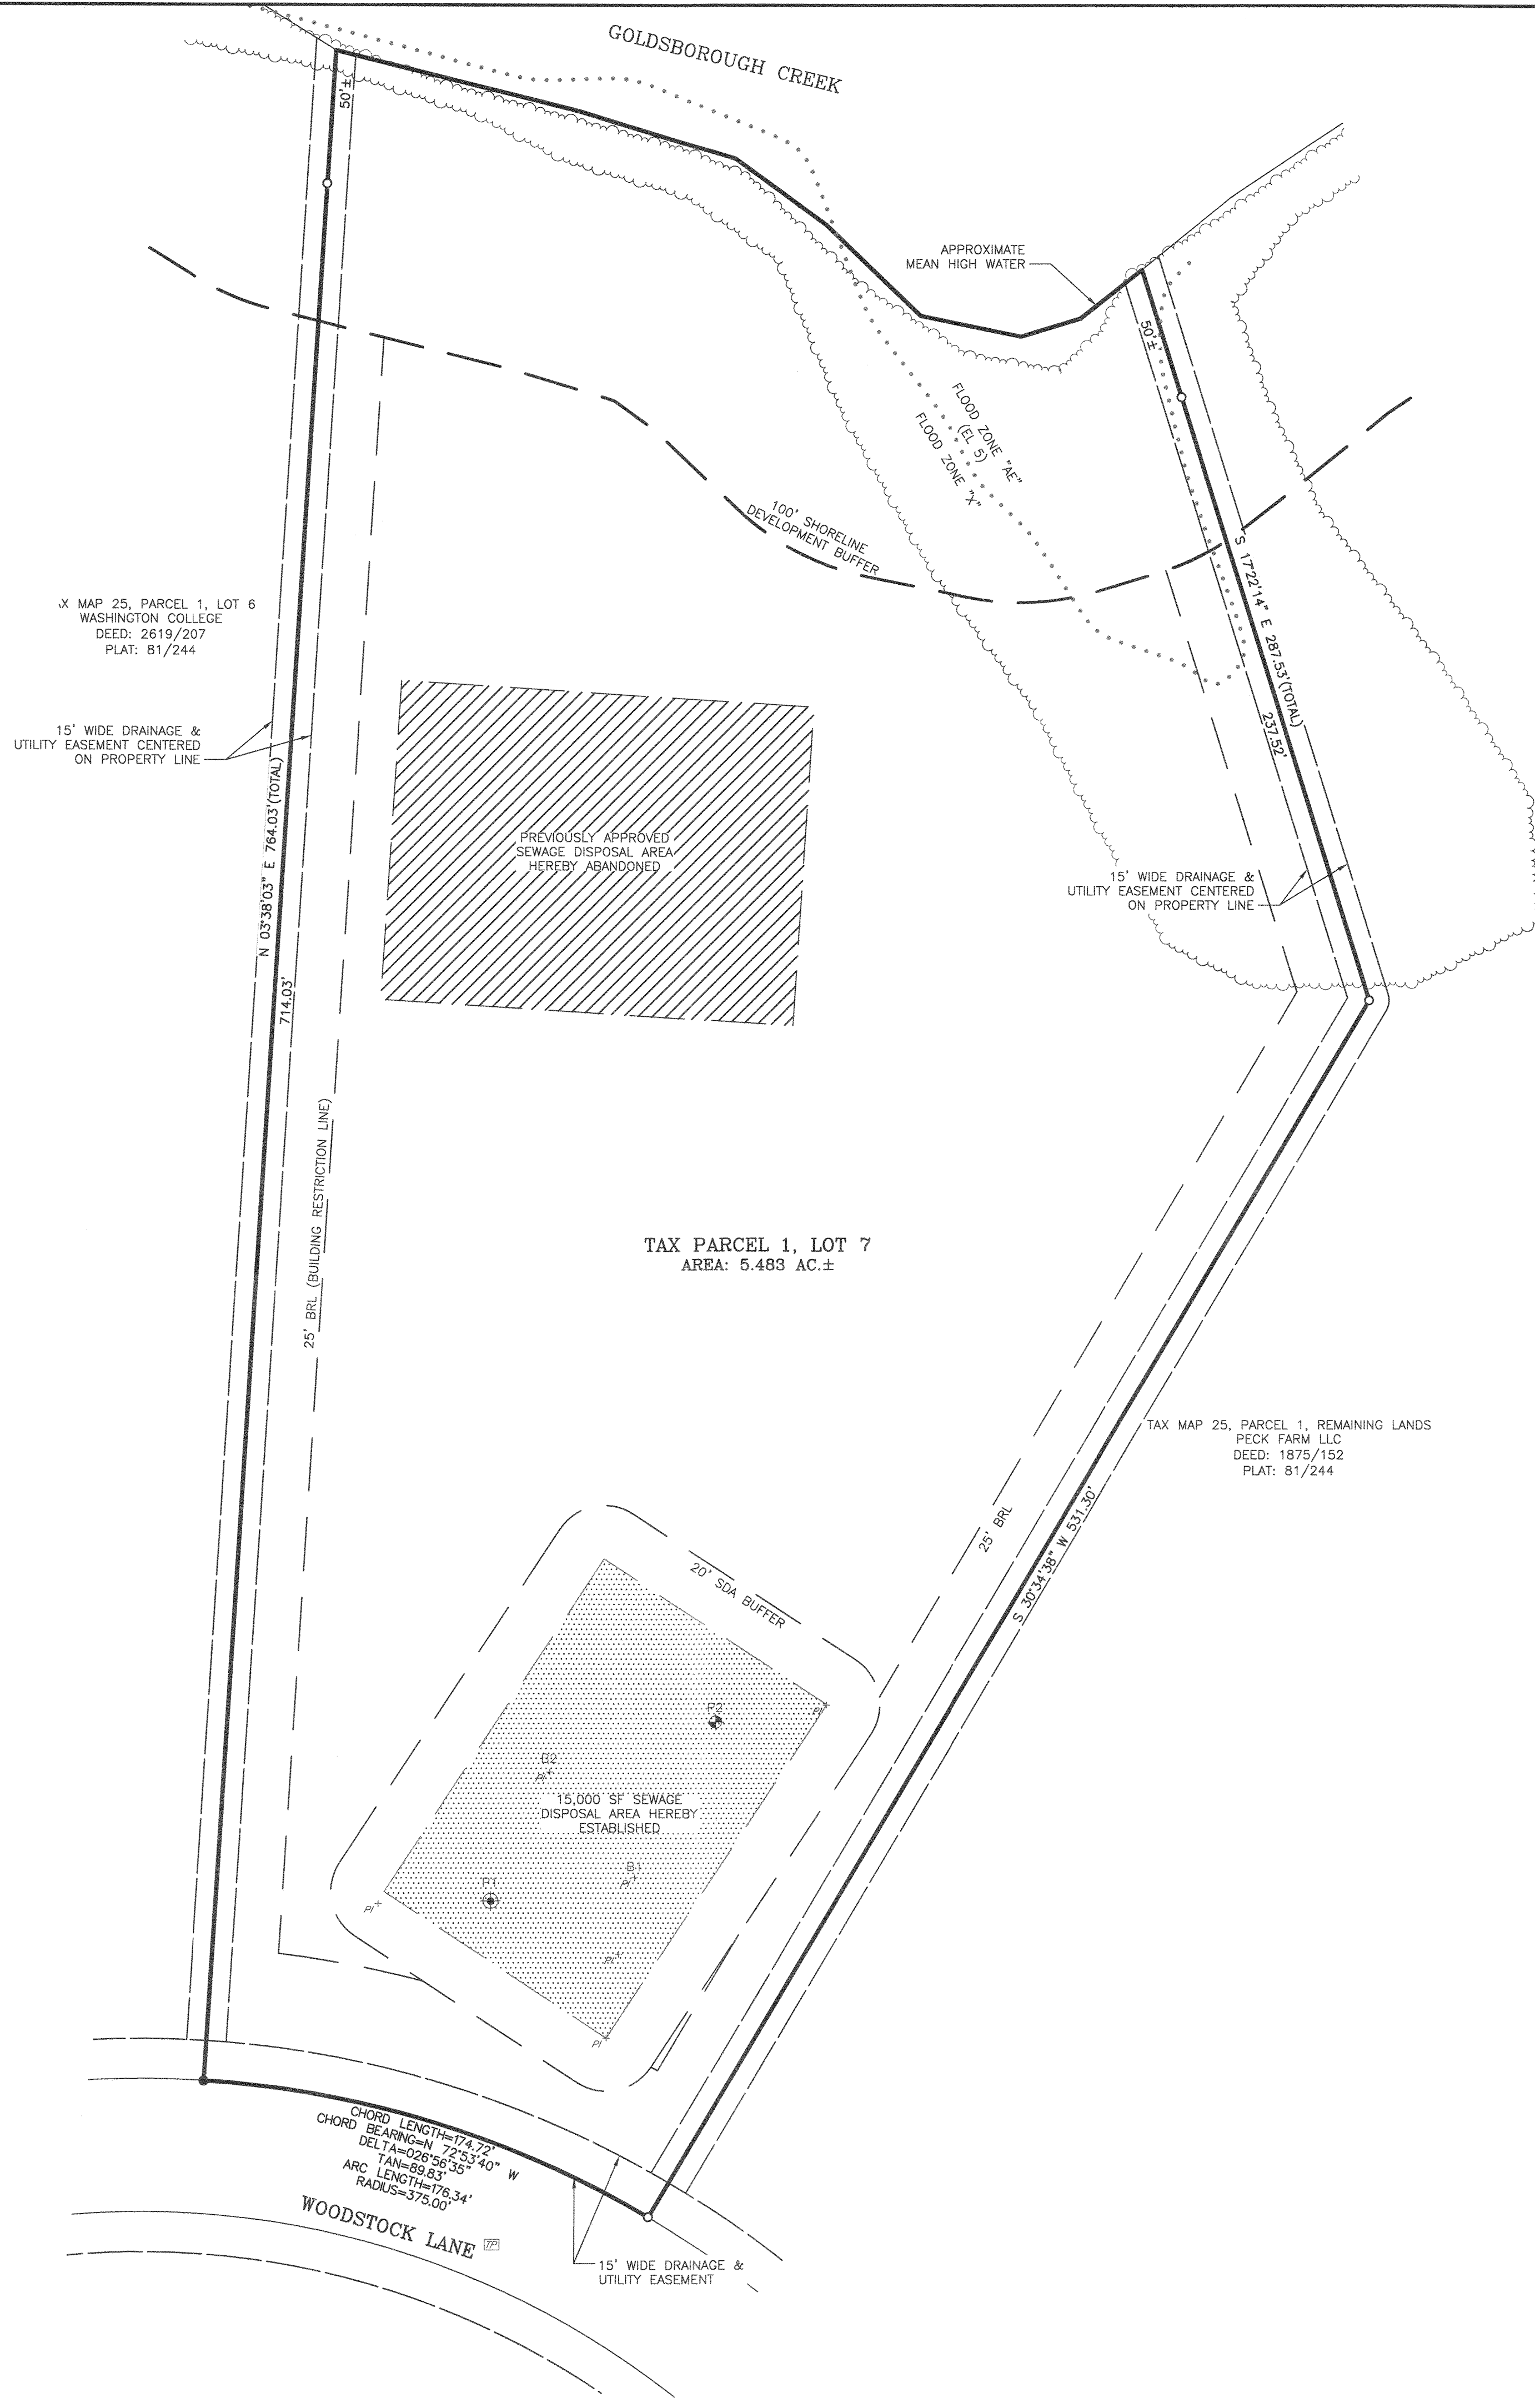 GOLDSBOROUGH CREEK
50'±
APPROXIMATE
MEAN HIGH WATER
50'±
FLOOD ZONE "AE"
(EL 5)
FLOOD ZONE "X"
100' SHORELINE
DEVELOPMENT BUFFER
S 17°22'14" E 287.53'(TOTAL)
237.52'
X MAP 25, PARCEL 1, LOT 6
WASHINGTON COLLEGE
DEED: 2619/207
PLAT: 81/244
15' WIDE DRAINAGE &
UTILITY EASEMENT CENTERED
ON PROPERTY LINE
N 03°38'03" E 764.03'(TOTAL)
714.03'
PREVIOUSLY APPROVED
SEWAGE DISPOSAL AREA
HEREBY ABANDONED
15' WIDE DRAINAGE &
UTILITY EASEMENT CENTERED
ON PROPERTY LINE
25' BRL (BUILDING RESTRICTION LINE)
TAX PARCEL 1, LOT 7
AREA: 5.483 AC.±
TAX MAP 25, PARCEL 1, REMAINING LANDS
PECK FARM LLC
DEED: 1875/152
PLAT: 81/244
25' BRL
S 30°34'38" W 531.30'
20' SDA BUFFER
P2
PI
B2
PI
15,000 SF SEWAGE
DISPOSAL AREA HEREBY
ESTABLISHED
B1
PI
P1
PI
PI
PI
CHORD LENGTH=174.72'
CHORD BEARING=N 72°53'40" W
DELTA=026°56'35"
TAN=89.83'
ARC LENGTH=176.34'
RADIUS=375.00'
WOODSTOCK LANE TP
15' WIDE DRAINAGE &
UTILITY EASEMENT